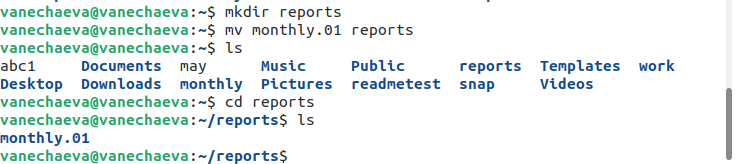 vanechaeva@vanechaeva:~$ mkdir reports
vanechaeva@vanechaeva:~$ mv monthly.01 reports
vanechaeva@vanechaeva:~$ ls
abc1     Documents  may      Music     Public      reports  Templates  work
Desktop  Downloads  monthly  Pictures  readmetest  snap     Videos
vanechaeva@vanechaeva:~$ cd reports
vanechaeva@vanechaeva:~/reports$ ls
monthly.01
vanechaeva@vanechaeva:~/reports$